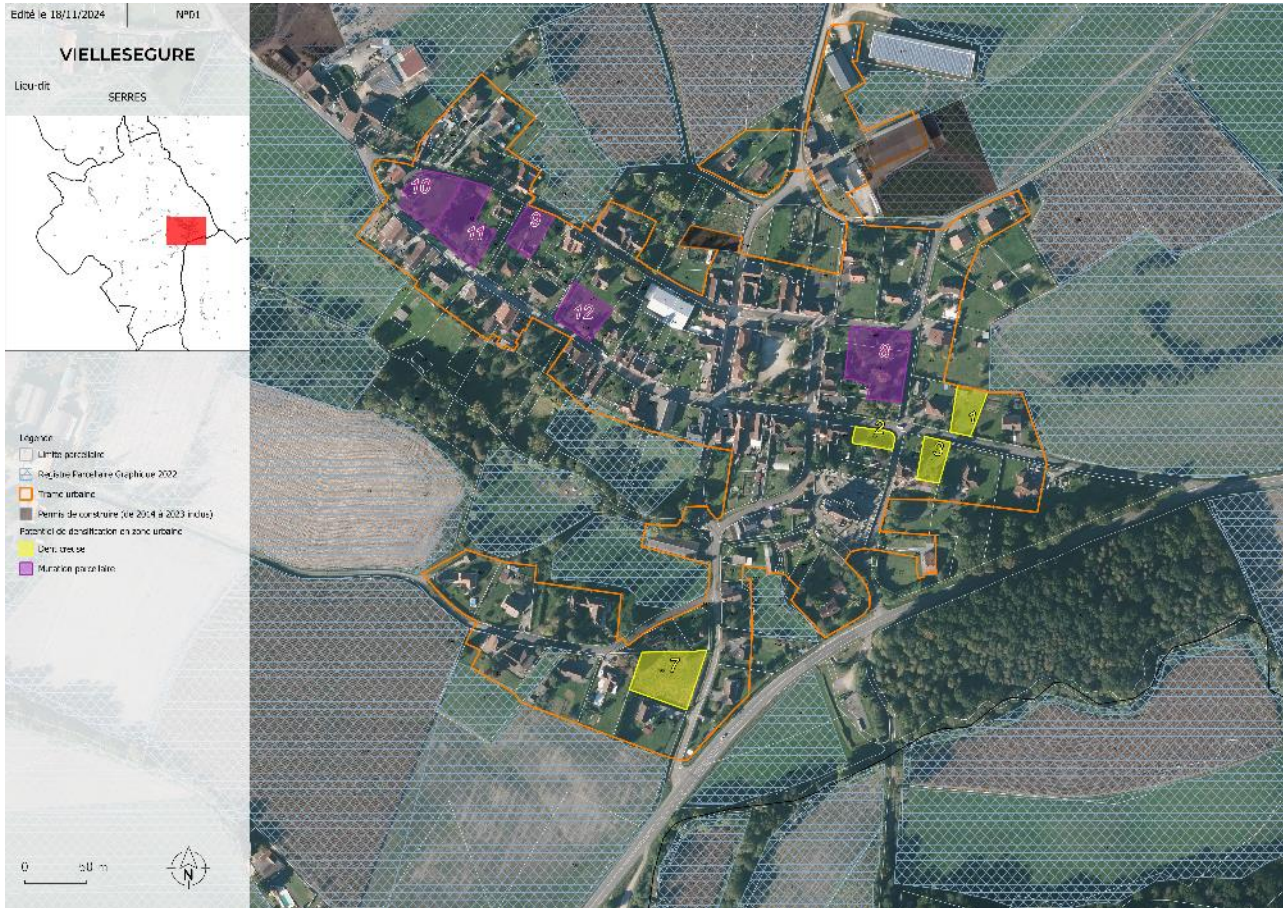 Edité le 18/11/2024 N°01
VIELLESEGURE
Lieu-dit
SERRES
Légende
Limite parcellaire
Registre Parcellaire Graphique 2022
Trame urbaine
Permis de construire (de 2014 à 2023 inclus)
Potentiel de densification en zone urbaine
Dent creuse
Mutation parcellaire
0 50 m
N
10
11
12
1
2
3
7